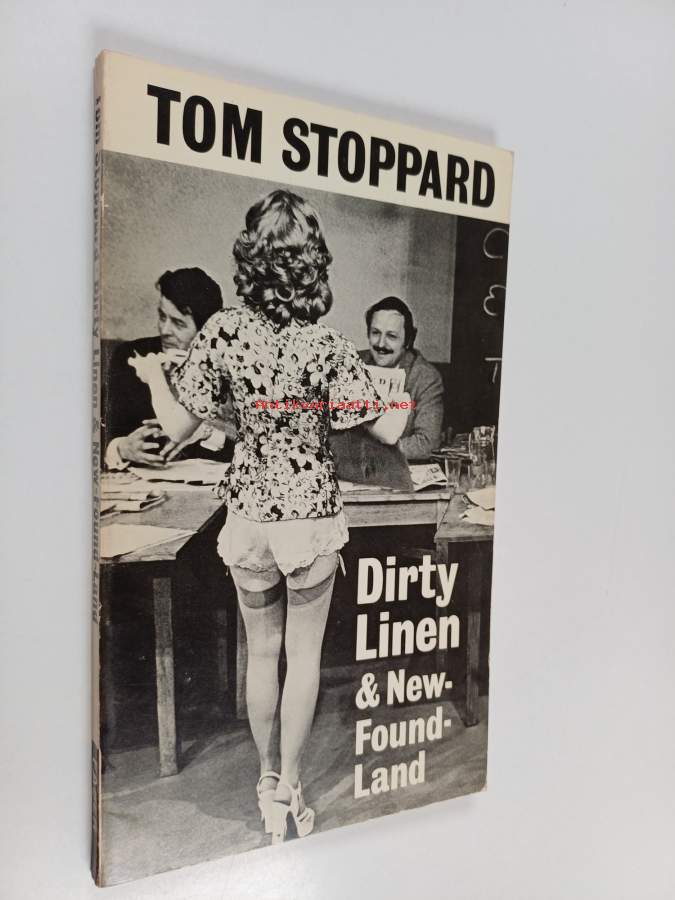 TOM STOPPARD
Dirty
Linen
& New-
Found-
Land
Tom Stoppard Dirty Linen & New-Found-Land
Antikvariaatti.net